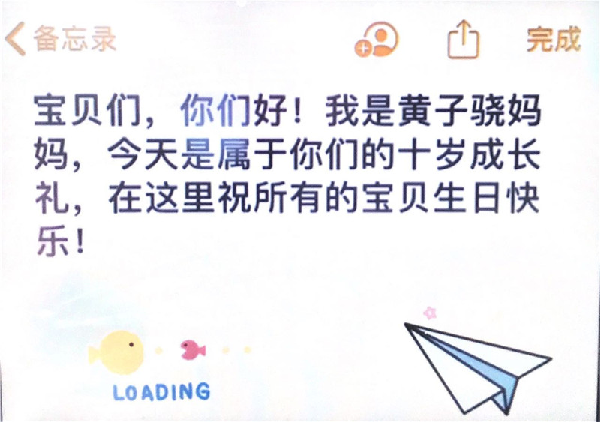 备忘录 完成
宝贝们，你们好！我是黄子骁妈
妈，今天是属于你们的十岁成长
礼，在这里祝所有的宝贝生日快
乐！
LOADING